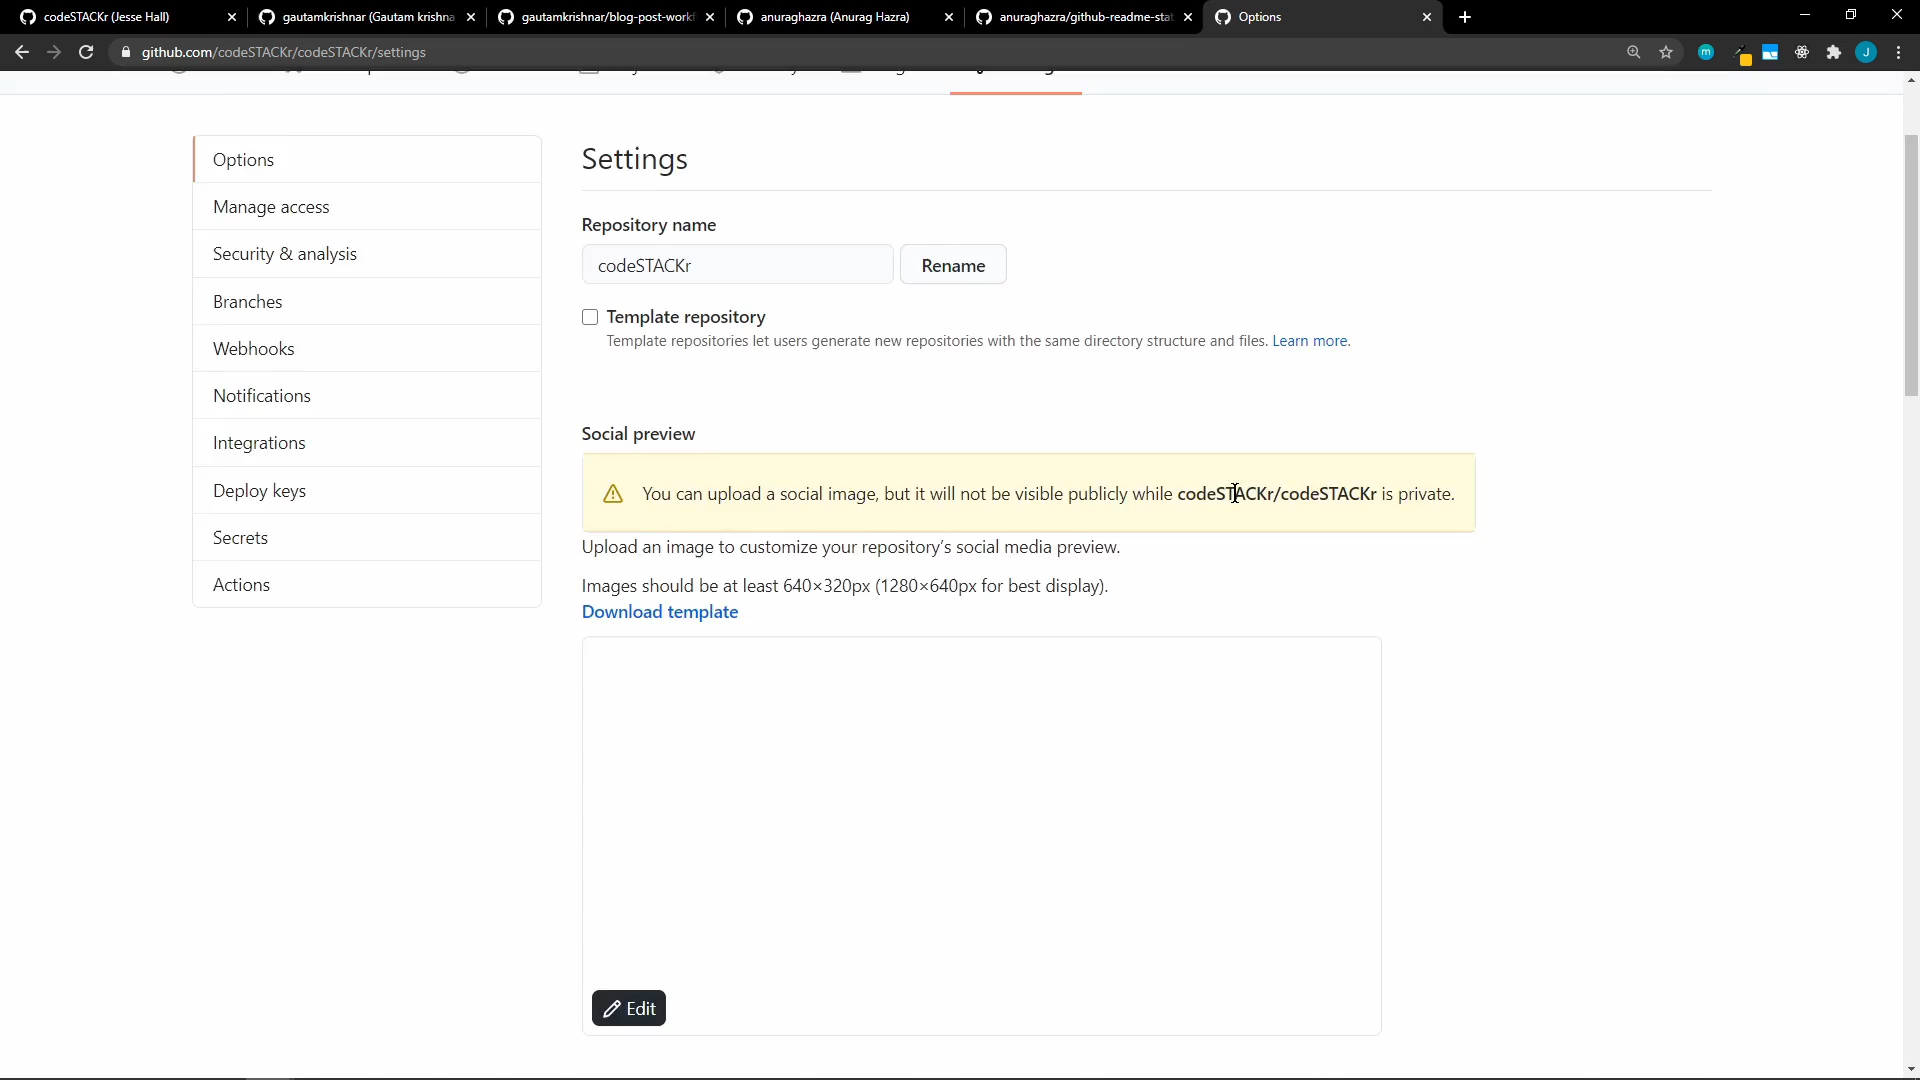 codeSTACKr (Jesse Hall)
gautamkrishnar (Gautam krishna
gautamkrishnar/blog-post-workf
anuraghazra (Anurag Hazra)
anuraghazra/github-readme-stat
Options
github.com/codeSTACKr/codeSTACKr/settings
m
J
Options
Manage access
Security & analysis
Branches
Webhooks
Notifications
Integrations
Deploy keys
Secrets
Actions
Settings
Repository name
codeSTACKr
Rename
Template repository
Template repositories let users generate new repositories with the same directory structure and files. Learn more.
Social preview
You can upload a social image, but it will not be visible publicly while codeSTACKr/codeSTACKr is private.
Upload an image to customize your repository’s social media preview.
Images should be at least 640×320px (1280×640px for best display).
Download template
Edit